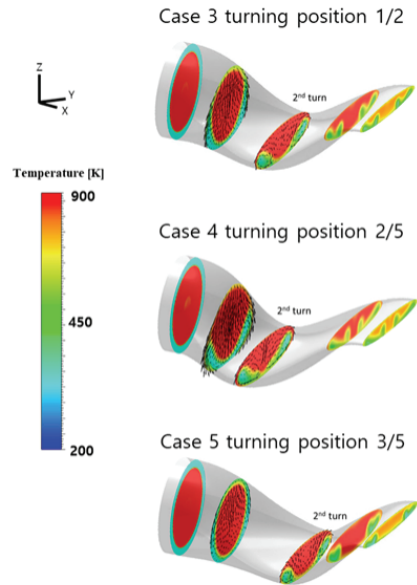 Case 3 turning position 1/2
Z
Y
X
2nd turn
Temperature [K]
900
450
200
Case 4 turning position 2/5
2nd turn
Case 5 turning position 3/5
2nd turn